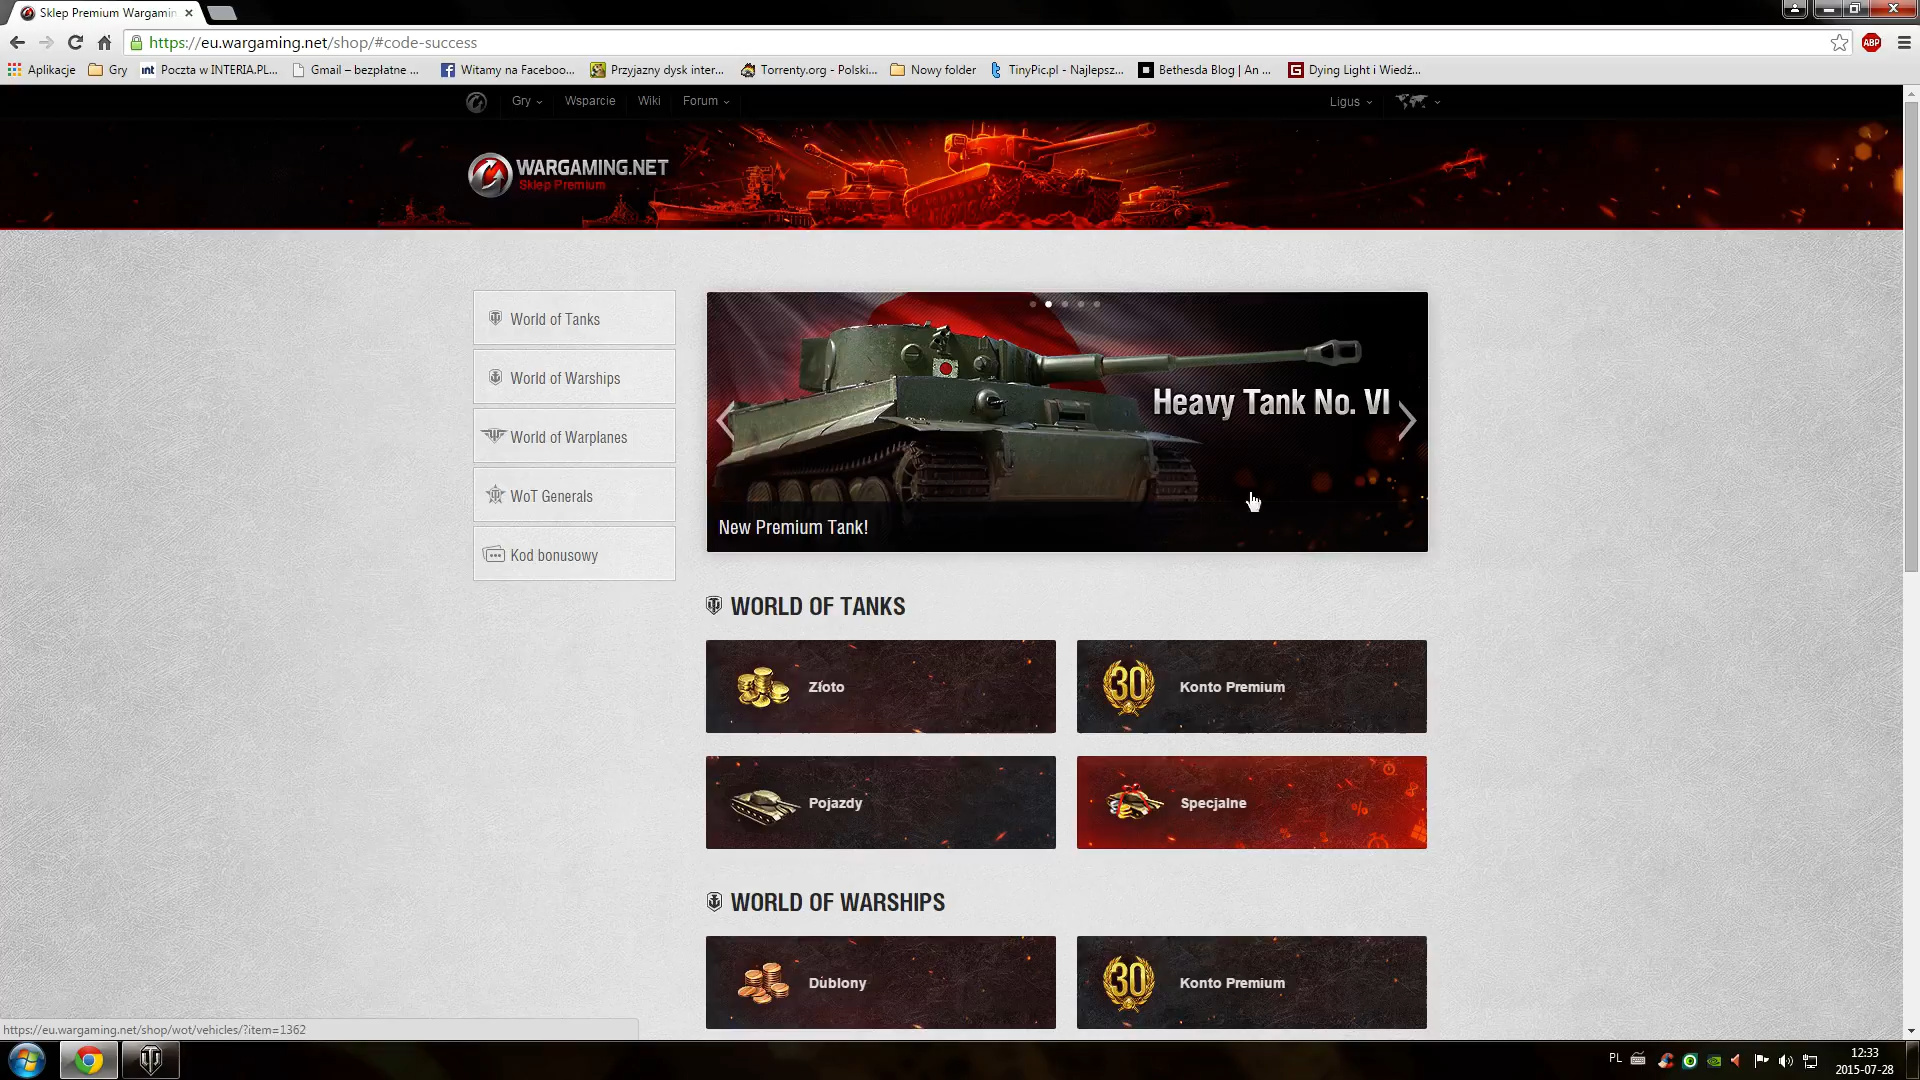 Sklep Premium Wargamin
https://eu.wargaming.net/shop/#code-success
ABP
Aplikacje
Gry
int Poczta w INTERIA.PL...
Gmail – bezpłatne ...
Witamy na Faceboo...
Przyjazny dysk inter...
Torrenty.org - Polski...
Nowy folder
TinyPic.pl - Najlepsz...
Bethesda Blog | An ...
Dying Light i Wiedź...
Gry
Wsparcie
Wiki
Forum
Ligus
WARGAMING.NET
Sklep Premium
World of Tanks
World of Warships
World of Warplanes
WoT Generals
Kod bonusowy
Heavy Tank No. VI
New Premium Tank!
WORLD OF TANKS
Złoto
30
Konto Premium
Pojazdy
Specjalne
WORLD OF WARSHIPS
Dublony
30
Konto Premium
https://eu.wargaming.net/shop/wot/vehicles/?item=1362
PL
12:33
2015-07-28